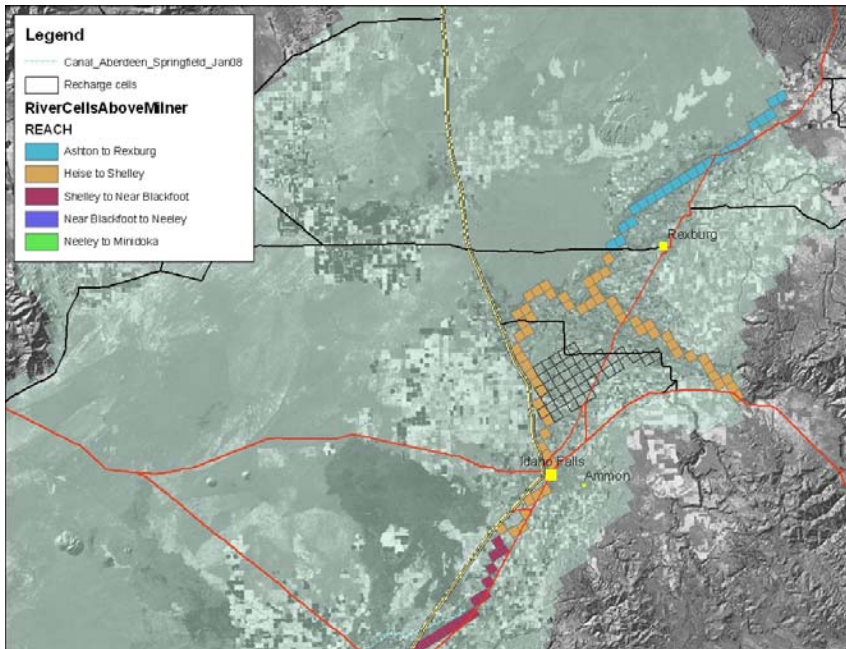 Legend
Canal_Aberdeen_Springfield_Jan08
Recharge cells
RiverCellsAboveMilner
REACH
Ashton to Rexburg
Heise to Shelley
Shelley to Near Blackfoot
Near Blackfoot to Neeley
Neeley to Minidoka
Rexburg
Idaho Falls
Ammon